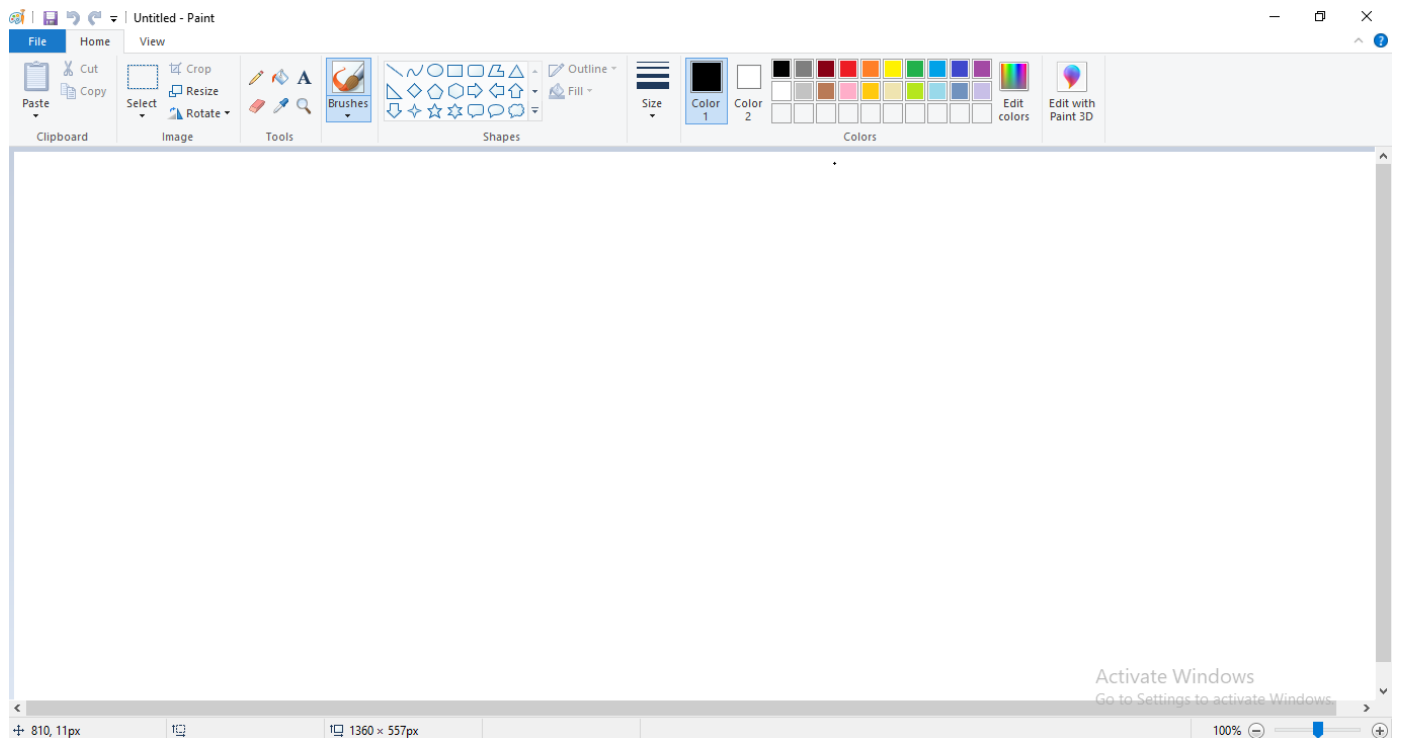 Untitled - Paint
File Home View
Paste Cut Copy Clipboard
Select Crop Resize Rotate Image
A
Tools
Brushes
Shapes
Outline Fill
Size
Color 1 Color 2
Colors
Edit colors
Edit with Paint 3D
Activate Windows
Go to Settings to activate Windows.
810, 11px 1360 × 557px 100%